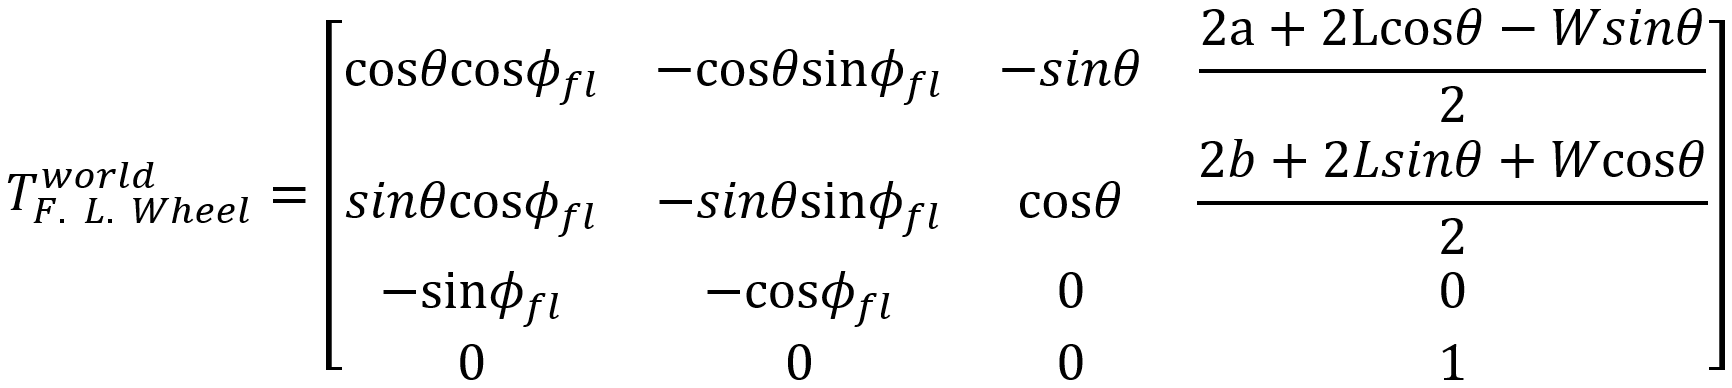 T^{world}_{F. L. Wheel} = [
cosθcosϕ_{fl} −cosθsinϕ_{fl} −sinθ (2a + 2Lcosθ − Wsinθ)/2
sinθcosϕ_{fl} −sinθsinϕ_{fl} cosθ (2b + 2Lsinθ + Wcosθ)/2
−sinϕ_{fl} −cosϕ_{fl} 0 0
0 0 0 1 ]